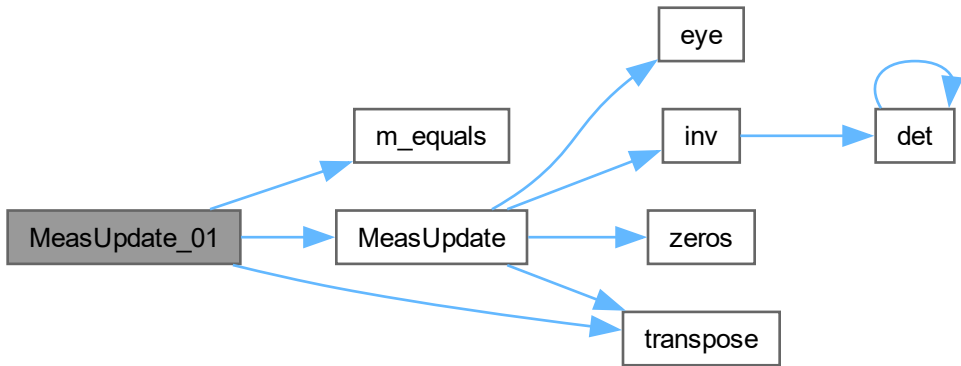 eye
m_equals
inv
det
MeasUpdate_01
MeasUpdate
zeros
transpose